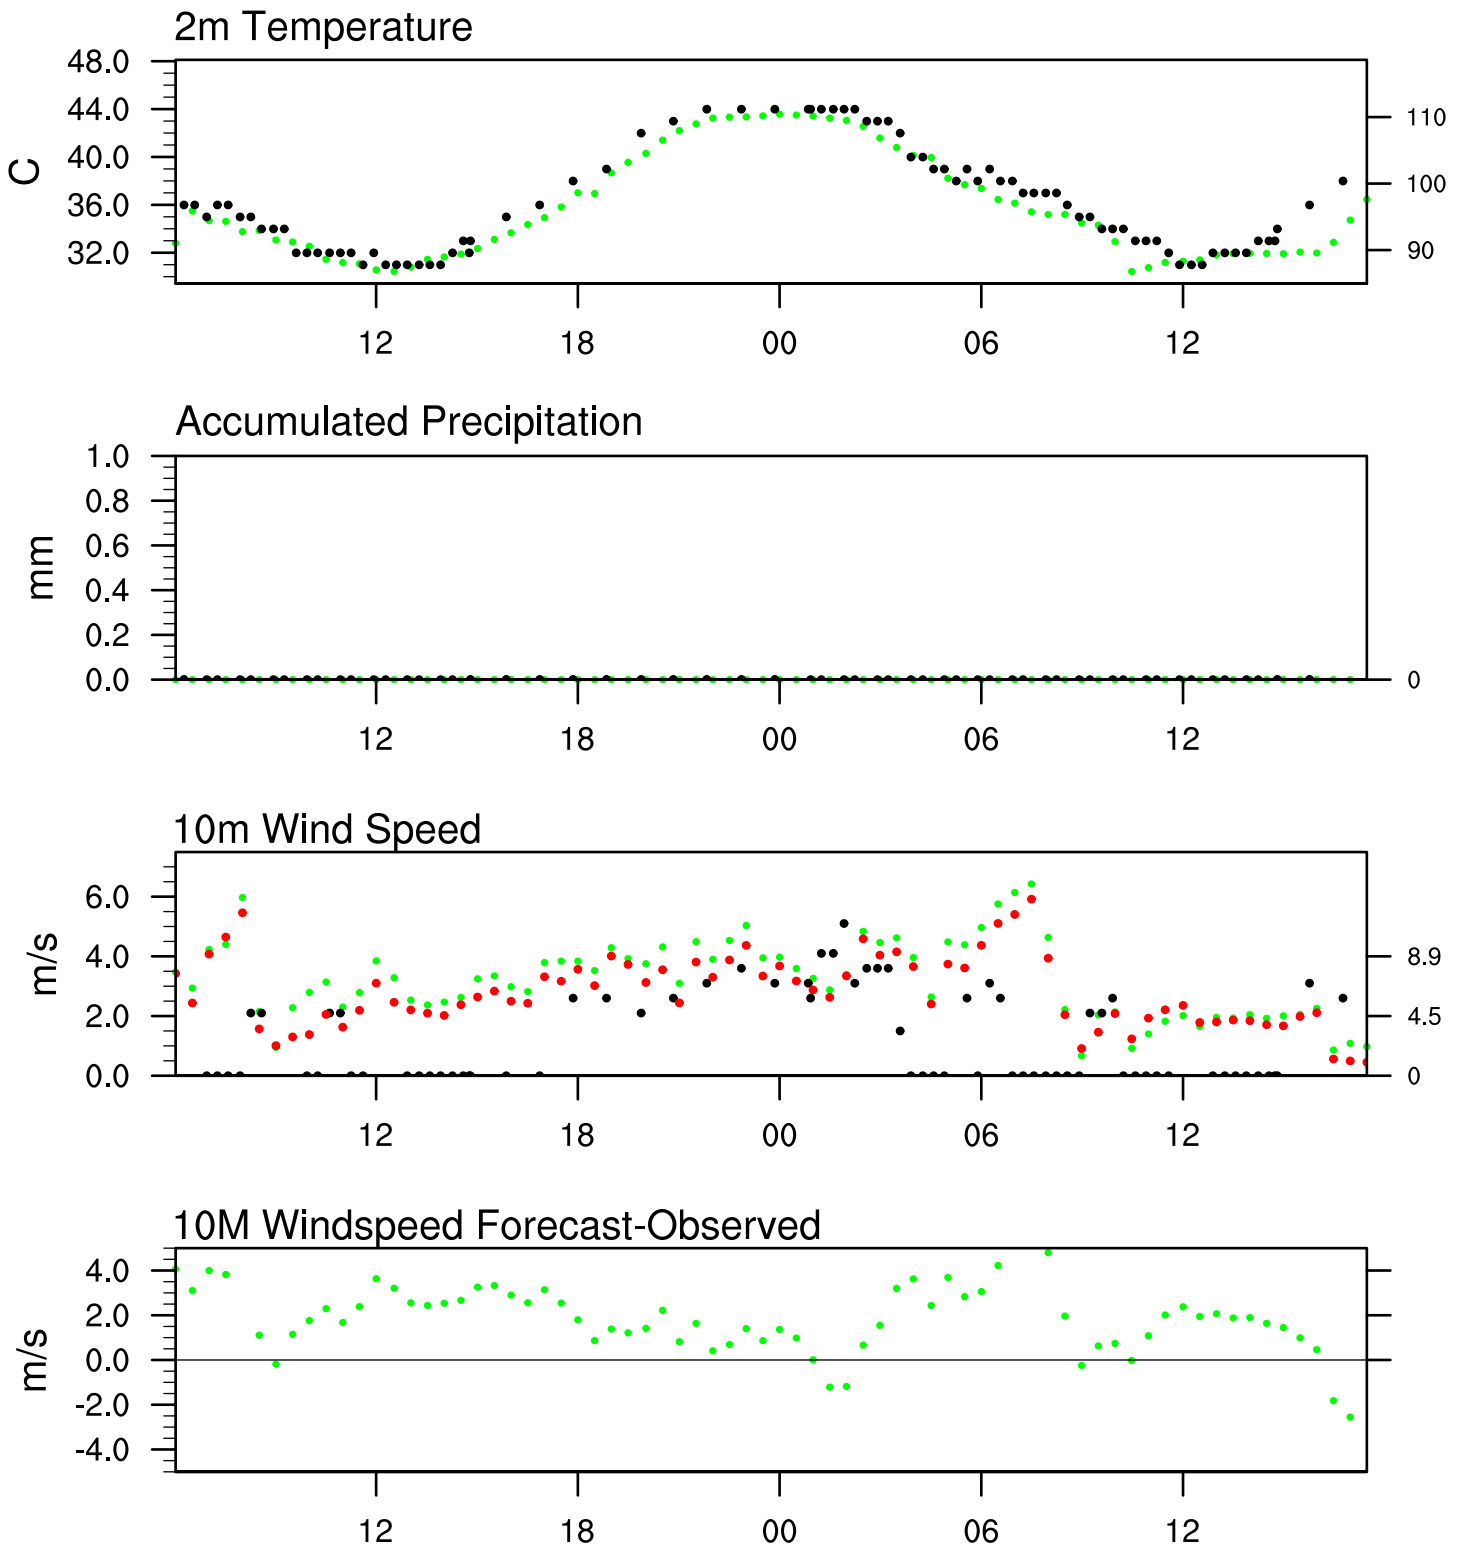 2m Temperature
48.0
44.0
40.0
36.0
32.0
C
110
100
90
12 18 00 06 12
Accumulated Precipitation
1.0
0.8
0.6
0.4
0.2
0.0
mm
0
12 18 00 06 12
10m Wind Speed
6.0
4.0
2.0
0.0
m/s
8.9
4.5
0
12 18 00 06 12
10M Windspeed Forecast-Observed
4.0
2.0
0.0
-2.0
-4.0
m/s
12 18 00 06 12